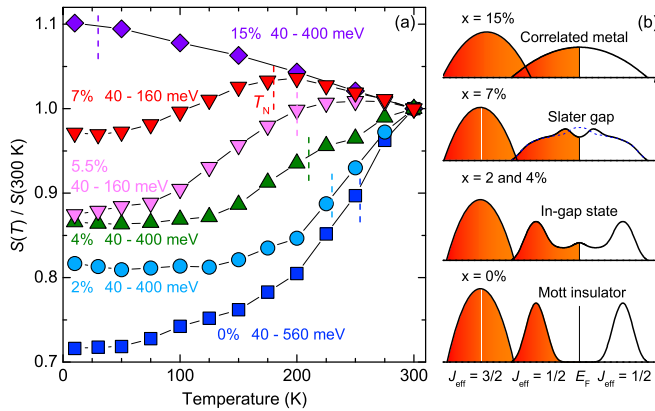 (a)
1.1
1.0
0.9
0.8
0.7
S(T) / S(300 K)
15% 40 - 400 meV
7% 40 - 160 meV
T_N
5.5%
40 - 160 meV
4% 40 - 400 meV
2% 40 - 400 meV
0% 40 - 560 meV
0 100 200 300
Temperature (K)
(b)
x = 15%
Correlated metal
x = 7%
Slater gap
x = 2 and 4%
In-gap state
x = 0%
Mott insulator
J_eff = 3/2 J_eff = 1/2 E_F J_eff = 1/2